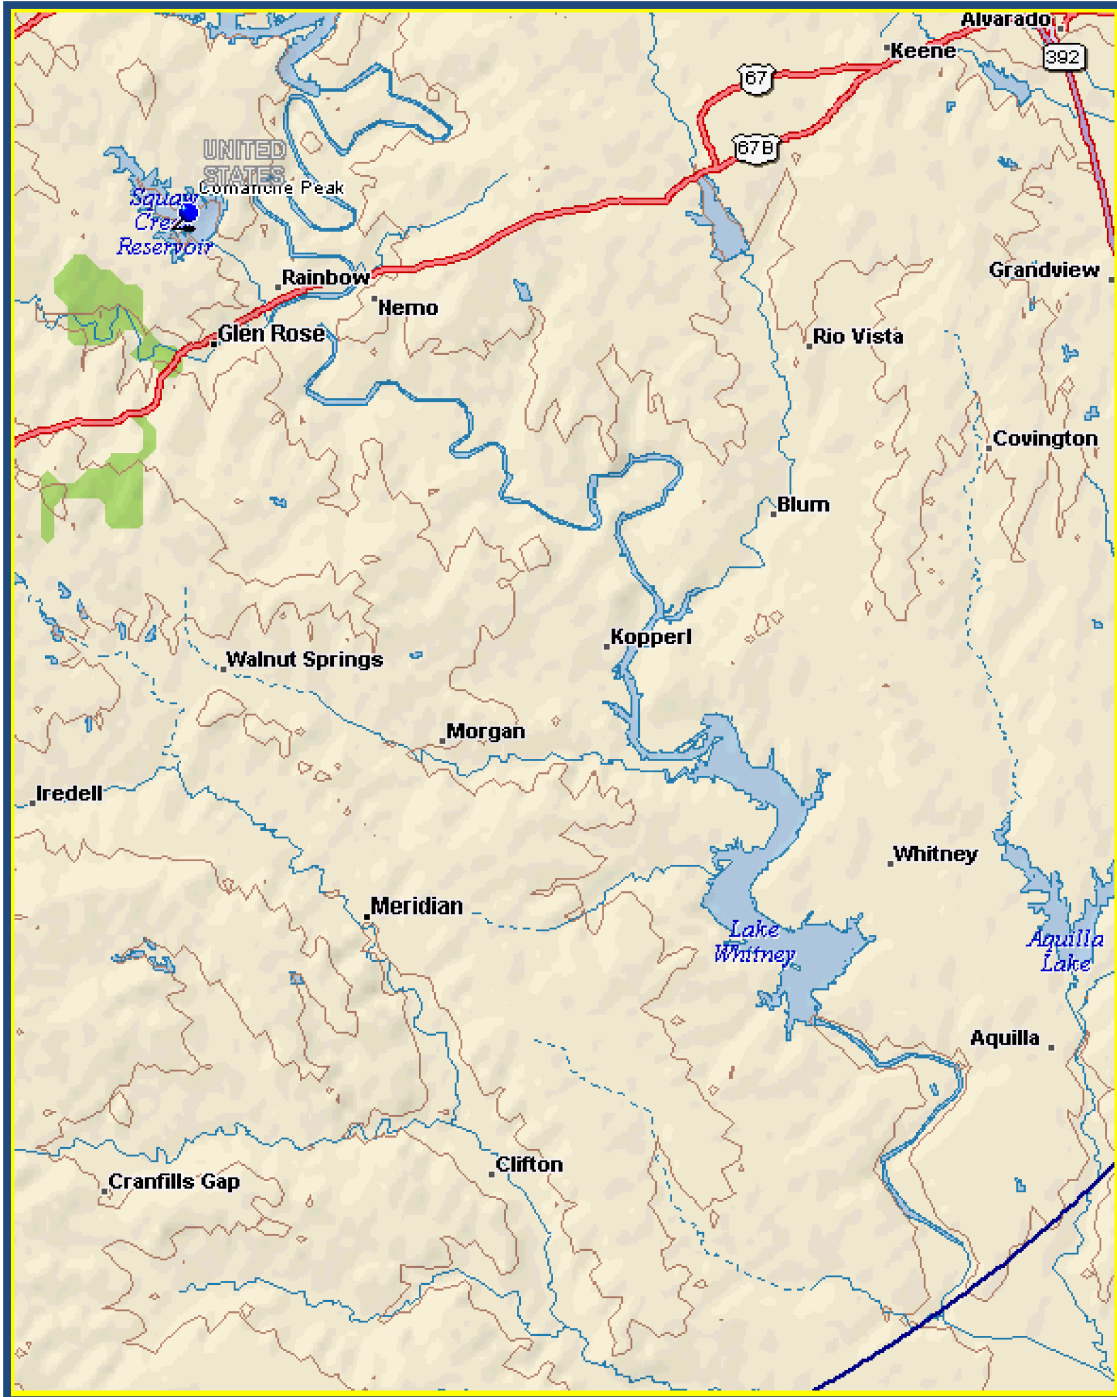 Alvarado
Keene
392
67
67B
UNITED
STATES
Comanche Peak
Squaw
Creek
Reservoir
Grandview
Rainbow
Nemo
Glen Rose
Rio Vista
Covington
Blum
Kopperl
Walnut Springs
Morgan
Iredell
Whitney
Meridian
Lake
Whitney
Aquilla
Lake
Aquilla
Clifton
Cranfills Gap